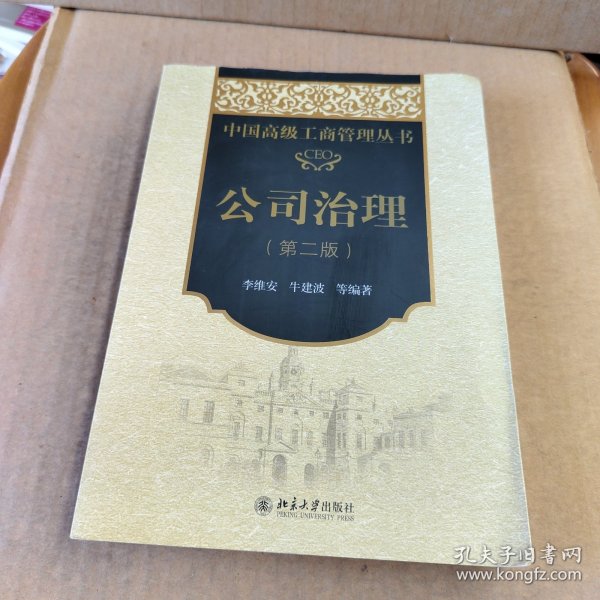 中国高级工商管理丛书
CEO
公司治理
（第二版）
李维安 牛建波 等编著
北京大学出版社
PEKING UNIVERSITY PRESS
孔夫子旧书网
www.kongfz.com